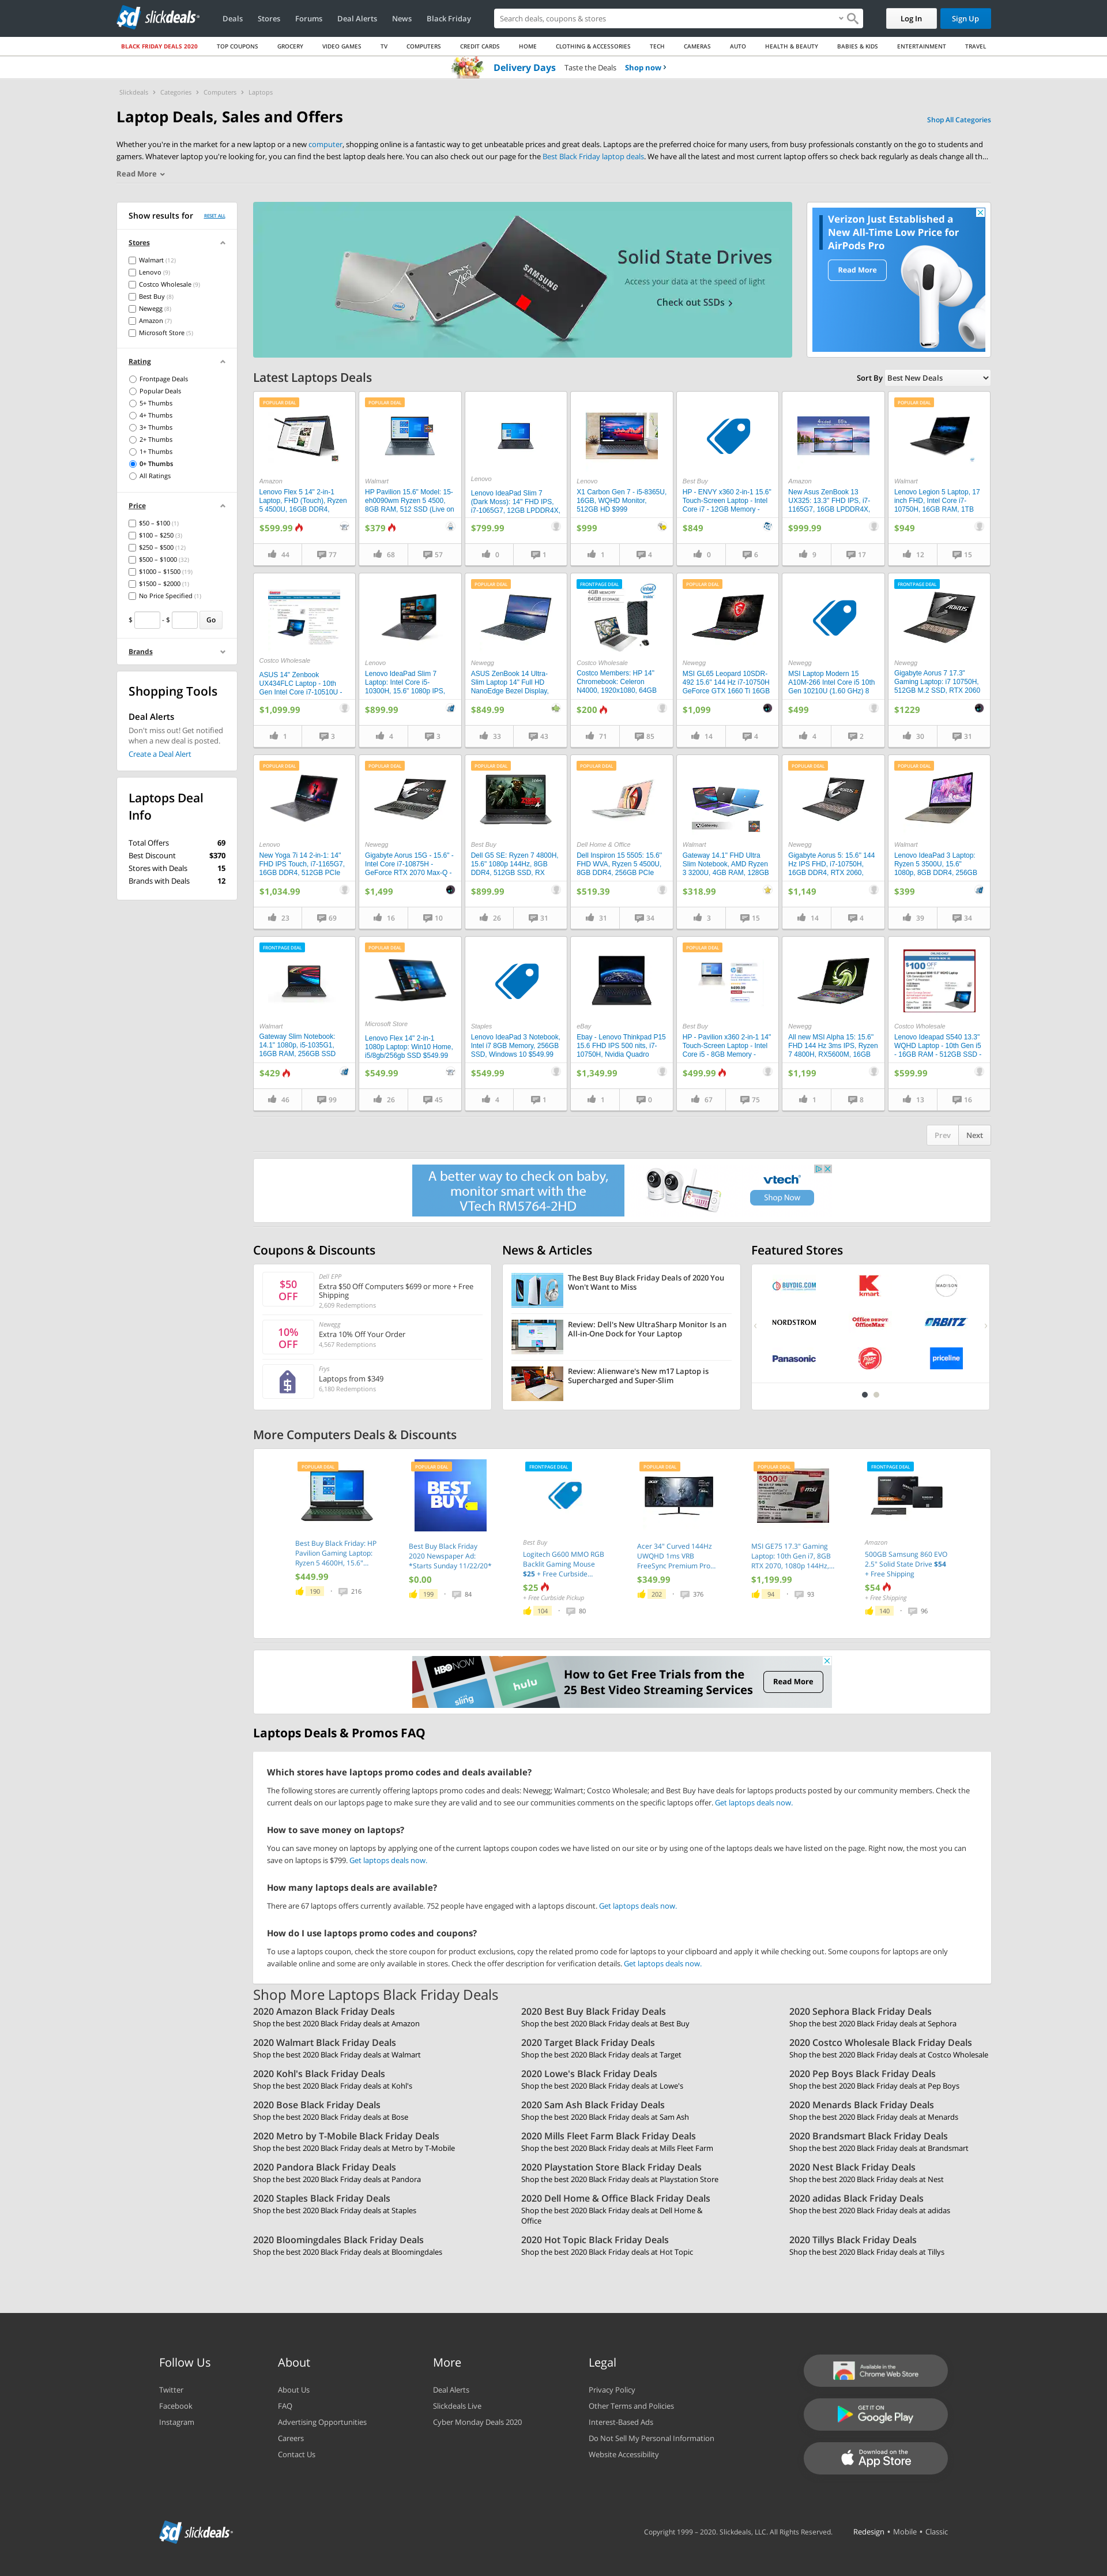 slickdeals
Deals
Stores
Forums
Deal Alerts
News
Black Friday
Search deals, coupons & stores
Log In
Sign Up
BLACK FRIDAY DEALS 2020
TOP COUPONS
GROCERY
VIDEO GAMES
TV
COMPUTERS
CREDIT CARDS
HOME
CLOTHING & ACCESSORIES
TECH
CAMERAS
AUTO
HEALTH & BEAUTY
BABIES & KIDS
ENTERTAINMENT
TRAVEL
Delivery Days Taste the Deals Shop now
Slickdeals > Categories > Computers > Laptops
Laptop Deals, Sales and Offers
Shop All Categories
Whether you're in the market for a new laptop or a new computer, shopping online is a fantastic way to get unbeatable prices and great deals. Laptops are the preferred choice for many users, from busy professionals constantly on the go to students and
gamers. Whatever laptop you're looking for, you can find the best laptop deals here. You can also check out our page for the Best Black Friday laptop deals. We have all the latest and most current laptop offers so check back regularly as deals change all th...
Read More
Show results for RESET ALL
Stores
Walmart (12)
Lenovo (9)
Costco Wholesale (9)
Best Buy (8)
Newegg (8)
Amazon (7)
Microsoft Store (5)
Rating
Frontpage Deals
Popular Deals
5+ Thumbs
4+ Thumbs
3+ Thumbs
2+ Thumbs
1+ Thumbs
0+ Thumbs
All Ratings
Price
$50 – $100 (1)
$100 – $250 (3)
$250 – $500 (12)
$500 – $1000 (32)
$1000 – $1500 (19)
$1500 – $2000 (1)
No Price Specified (1)
$ - $ Go
Brands
Shopping Tools
Deal Alerts
Don't miss out! Get notified
when a new deal is posted.
Create a Deal Alert
Laptops Deal
Info
Total Offers 69
Best Discount $370
Stores with Deals 15
Brands with Deals 12
SAMSUNG
Solid State Drives
Access your data at the speed of light
Check out SSDs
Verizon Just Established a
New All-Time Low Price for
AirPods Pro
Read More
Latest Laptops Deals
Sort By Best New Deals
POPULAR DEAL
Amazon
Lenovo Flex 5 14" 2-in-1
Laptop, FHD (Touch), Ryzen
5 4500U, 16GB DDR4,
$599.99
44 77
POPULAR DEAL
Walmart
HP Pavilion 15.6" Model: 15-
eh0090wm Ryzen 5 4500,
8GB RAM, 512 SSD (Live on
$379
68 57
Lenovo
Lenovo IdeaPad Slim 7
(Dark Moss): 14" FHD IPS,
i7-1065G7, 12GB LPDDR4X,
$799.99
0 1
Lenovo
X1 Carbon Gen 7 - i5-8365U,
16GB, WQHD Monitor,
512GB HD $999
$999
1 4
Best Buy
HP - ENVY x360 2-in-1 15.6"
Touch-Screen Laptop - Intel
Core i7 - 12GB Memory -
$849
0 6
Amazon
New Asus ZenBook 13
UX325: 13.3" FHD IPS, i7-
1165G7, 16GB LPDDR4X,
$999.99
9 17
POPULAR DEAL
Walmart
Lenovo Legion 5 Laptop, 17
inch FHD, Intel Core i7-
10750H, 16GB RAM, 1TB
$949
12 15
Costco Wholesale
ASUS 14" Zenbook
UX434FLC Laptop - 10th
Gen Intel Core i7-10510U -
$1,099.99
1 3
Lenovo
Lenovo IdeaPad Slim 7
Laptop: Intel Core i5-
10300H, 15.6" 1080p IPS,
$899.99
4 3
POPULAR DEAL
Newegg
ASUS ZenBook 14 Ultra-
Slim Laptop 14" Full HD
NanoEdge Bezel Display,
$849.99
33 43
FRONTPAGE DEAL
4GB MEMORY
64GB STORAGE
Costco Wholesale
Costco Members: HP 14"
Chromebook: Celeron
N4000, 1920x1080, 64GB
$200
71 85
POPULAR DEAL
Newegg
MSI GL65 Leopard 10SDR-
492 15.6" 144 Hz i7-10750H
GeForce GTX 1660 Ti 16GB
$1,099
14 4
Newegg
MSI Laptop Modern 15
A10M-266 Intel Core i5 10th
Gen 10210U (1.60 GHz) 8
$499
4 2
FRONTPAGE DEAL
Newegg
Gigabyte Aorus 7 17.3"
Gaming Laptop: i7 10750H,
512GB M.2 SSD, RTX 2060
$1229
30 31
POPULAR DEAL
Lenovo
New Yoga 7i 14 2-in-1: 14"
FHD IPS Touch, i7-1165G7,
16GB DDR4, 512GB PCIe
$1,034.99
23 69
POPULAR DEAL
Newegg
Gigabyte Aorus 15G - 15.6" -
Intel Core i7-10875H -
GeForce RTX 2070 Max-Q -
$1,499
16 10
POPULAR DEAL
Best Buy
Dell G5 SE: Ryzen 7 4800H,
15.6" 1080p 144Hz, 8GB
DDR4, 512GB SSD, RX
$899.99
26 31
POPULAR DEAL
Dell Home & Office
Dell Inspiron 15 5505: 15.6"
FHD WVA, Ryzen 5 4500U,
8GB DDR4, 256GB PCIe
$519.39
31 34
Walmart
Gateway 14.1" FHD Ultra
Slim Notebook, AMD Ryzen
3 3200U, 4GB RAM, 128GB
$318.99
3 15
POPULAR DEAL
Newegg
Gigabyte Aorus 5: 15.6" 144
Hz IPS FHD, i7-10750H,
16GB DDR4, RTX 2060,
$1,149
14 4
POPULAR DEAL
Walmart
Lenovo IdeaPad 3 Laptop:
Ryzen 5 3500U, 15.6"
1080p, 8GB DDR4, 256GB
$399
39 34
FRONTPAGE DEAL
Walmart
Gateway Slim Notebook:
14.1" 1080p, i5-1035G1,
16GB RAM, 256GB SSD
$429
46 99
POPULAR DEAL
Microsoft Store
Lenovo Flex 14" 2-in-1
1080p Laptop: Win10 Home,
i5/8gb/256gb SSD $549.99
$549.99
26 45
Staples
Lenovo IdeaPad 3 Notebook,
Intel i7 8GB Memory, 256GB
SSD, Windows 10 $549.99
$549.99
4 1
eBay
Ebay - Lenovo Thinkpad P15
15.6 FHD IPS 500 nits, i7-
10750H, Nvidia Quadro
$1,349.99
1 0
POPULAR DEAL
Best Buy
HP - Pavilion x360 2-in-1 14"
Touch-Screen Laptop - Intel
Core i5 - 8GB Memory -
$499.99
67 75
Newegg
All new MSI Alpha 15: 15.6"
FHD 144 Hz 3ms IPS, Ryzen
7 4800H, RX5600M, 16GB
$1,199
1 8
$100 OFF
Costco Wholesale
Lenovo Ideapad S540 13.3"
WQHD Laptop - 10th Gen i5
- 16GB RAM - 512GB SSD -
$599.99
13 16
Prev Next
A better way to check on baby,
monitor smart with the
VTech RM5764-2HD
vtech
Shop Now
Coupons & Discounts
$50
OFF
Dell EPP
Extra $50 Off Computers $699 or more + Free
Shipping
2,609 Redemptions
10%
OFF
Newegg
Extra 10% Off Your Order
4,567 Redemptions
Frys
Laptops from $349
6,180 Redemptions
News & Articles
The Best Buy Black Friday Deals of 2020 You
Won't Want to Miss
Review: Dell's New UltraSharp Monitor Is an
All-in-One Dock for Your Laptop
Review: Alienware's New m17 Laptop is
Supercharged and Super-Slim
Featured Stores
BUYDIG.COM
kmart
MADISON
NORDSTROM
Office DEPOT
OfficeMax
ORBITZ
Panasonic
priceline
More Computers Deals & Discounts
POPULAR DEAL
Best Buy Black Friday: HP
Pavilion Gaming Laptop:
Ryzen 5 4600H, 15.6"...
$449.99
190 216
POPULAR DEAL
BEST
BUY
Best Buy Black Friday
2020 Newspaper Ad:
*Starts Sunday 11/22/20*
$0.00
199 84
FRONTPAGE DEAL
Best Buy
Logitech G600 MMO RGB
Backlit Gaming Mouse
$25 + Free Curbside...
$25
+ Free Curbside Pickup
104 80
POPULAR DEAL
Acer 34" Curved 144Hz
UWQHD 1ms VRB
FreeSync Premium Pro...
$349.99
202 376
POPULAR DEAL
$300 OFF
msi
MSI GE75 17.3" Gaming
Laptop: 10th Gen i7, 8GB
RTX 2070, 1080p 144Hz,...
$1,199.99
94 93
FRONTPAGE DEAL
Amazon
500GB Samsung 860 EVO
2.5" Solid State Drive $54
+ Free Shipping
$54
+ Free Shipping
140 96
HBO NOW
sling
hulu
How to Get Free Trials from the
25 Best Video Streaming Services
Read More
Laptops Deals & Promos FAQ
Which stores have laptops promo codes and deals available?
The following stores are currently offering laptops promo codes and deals: Newegg; Walmart; Costco Wholesale; and Best Buy have deals for laptops products posted by our community members. Check the
current deals on our laptops page to make sure they are valid and to see our communities comments on the specific laptops offer. Get laptops deals now.
How to save money on laptops?
You can save money on laptops by applying one of the current laptops coupon codes we have listed on our site or by using one of the laptops deals we have listed on the page. Right now, the most you can
save on laptops is $799. Get laptops deals now.
How many laptops deals are available?
There are 67 laptops offers currently available. 752 people have engaged with a laptops discount. Get laptops deals now.
How do I use laptops promo codes and coupons?
To use a laptops coupon, check the store coupon for product exclusions, copy the related promo code for laptops to your clipboard and apply it while checking out. Some coupons for laptops are only
available online and some are only available in stores. Check the offer description for verification details. Get laptops deals now.
Shop More Laptops Black Friday Deals
2020 Amazon Black Friday Deals
Shop the best 2020 Black Friday deals at Amazon
2020 Best Buy Black Friday Deals
Shop the best 2020 Black Friday deals at Best Buy
2020 Sephora Black Friday Deals
Shop the best 2020 Black Friday deals at Sephora
2020 Walmart Black Friday Deals
Shop the best 2020 Black Friday deals at Walmart
2020 Target Black Friday Deals
Shop the best 2020 Black Friday deals at Target
2020 Costco Wholesale Black Friday Deals
Shop the best 2020 Black Friday deals at Costco Wholesale
2020 Kohl's Black Friday Deals
Shop the best 2020 Black Friday deals at Kohl's
2020 Lowe's Black Friday Deals
Shop the best 2020 Black Friday deals at Lowe's
2020 Pep Boys Black Friday Deals
Shop the best 2020 Black Friday deals at Pep Boys
2020 Bose Black Friday Deals
Shop the best 2020 Black Friday deals at Bose
2020 Sam Ash Black Friday Deals
Shop the best 2020 Black Friday deals at Sam Ash
2020 Menards Black Friday Deals
Shop the best 2020 Black Friday deals at Menards
2020 Metro by T-Mobile Black Friday Deals
Shop the best 2020 Black Friday deals at Metro by T-Mobile
2020 Mills Fleet Farm Black Friday Deals
Shop the best 2020 Black Friday deals at Mills Fleet Farm
2020 Brandsmart Black Friday Deals
Shop the best 2020 Black Friday deals at Brandsmart
2020 Pandora Black Friday Deals
Shop the best 2020 Black Friday deals at Pandora
2020 Playstation Store Black Friday Deals
Shop the best 2020 Black Friday deals at Playstation Store
2020 Nest Black Friday Deals
Shop the best 2020 Black Friday deals at Nest
2020 Staples Black Friday Deals
Shop the best 2020 Black Friday deals at Staples
2020 Dell Home & Office Black Friday Deals
Shop the best 2020 Black Friday deals at Dell Home &
Office
2020 adidas Black Friday Deals
Shop the best 2020 Black Friday deals at adidas
2020 Bloomingdales Black Friday Deals
Shop the best 2020 Black Friday deals at Bloomingdales
2020 Hot Topic Black Friday Deals
Shop the best 2020 Black Friday deals at Hot Topic
2020 Tillys Black Friday Deals
Shop the best 2020 Black Friday deals at Tillys
Follow Us
Twitter
Facebook
Instagram
About
About Us
FAQ
Advertising Opportunities
Careers
Contact Us
More
Deal Alerts
Slickdeals Live
Cyber Monday Deals 2020
Legal
Privacy Policy
Other Terms and Policies
Interest-Based Ads
Do Not Sell My Personal Information
Website Accessibility
Available in the
Chrome Web Store
GET IT ON
Google Play
Download on the
App Store
slickdeals
Copyright 1999 – 2020. Slickdeals, LLC. All Rights Reserved.
Redesign • Mobile • Classic